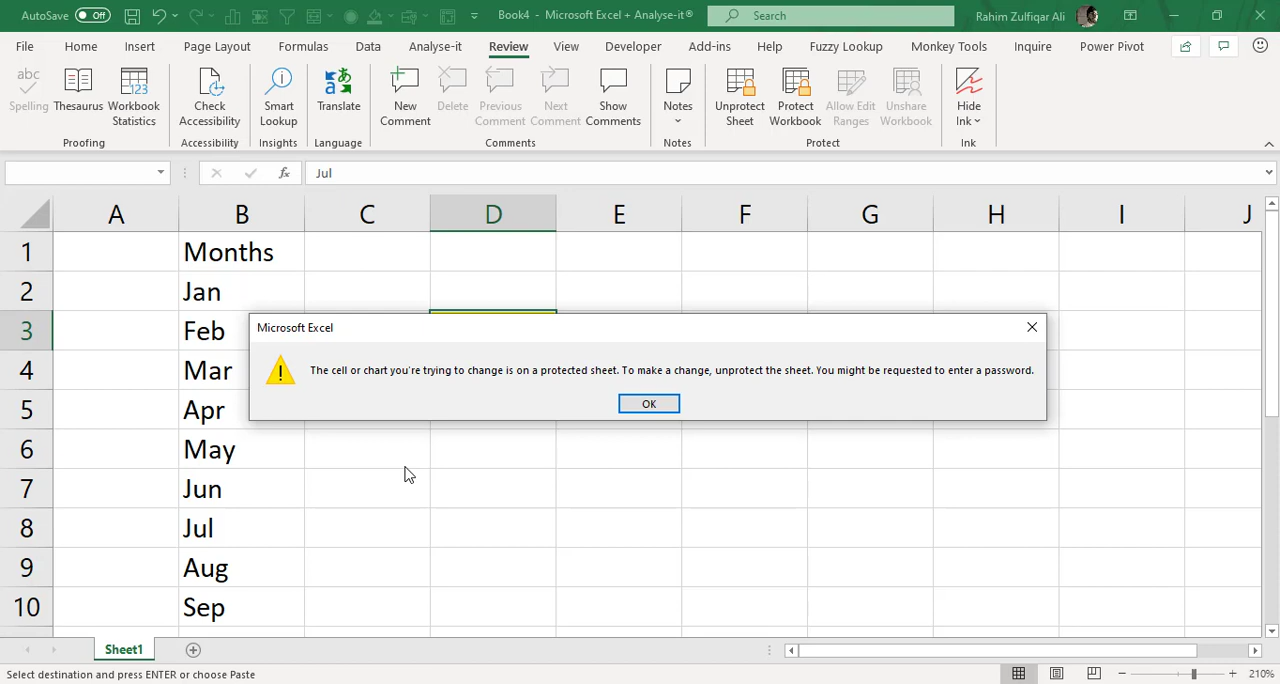 AutoSave Off Book4 - Microsoft Excel + Analyse-it® Search Rahim Zulfiqar Ali
File Home Insert Page Layout Formulas Data Analyse-it Review View Developer Add-ins Help Fuzzy Lookup Monkey Tools Inquire Power Pivot
abc
123
Spelling Thesaurus Workbook Statistics
Check Accessibility
Smart Lookup
Translate
New Comment Delete Previous Comment Next Comment Show Comments
Notes
Unprotect Sheet Protect Workbook Allow Edit Ranges Unshare Workbook
Hide Ink
Proofing Accessibility Insights Language Comments Notes Protect Ink
fx Jul
A B C D E F G H I J
1 Months
2 Jan
3 Feb
4 Mar
5 Apr
6 May
7 Jun
8 Jul
9 Aug
10 Sep
Microsoft Excel
The cell or chart you're trying to change is on a protected sheet. To make a change, unprotect the sheet. You might be requested to enter a password.
OK
Sheet1
Select destination and press ENTER or choose Paste 210%